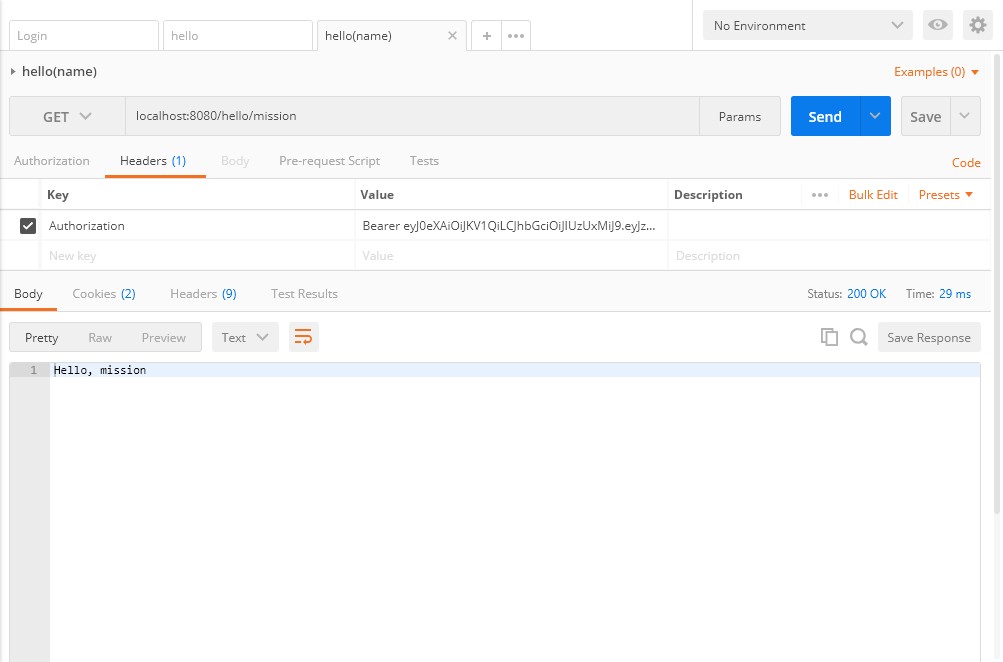 Login hello hello(name) No Environment
hello(name) Examples (0)
GET localhost:8080/hello/mission Params Send Save
Authorization Headers (1) Body Pre-request Script Tests Code
Key Value Description Bulk Edit Presets
Authorization Bearer eyJ0eXAiOiJKV1QiLCJhbGciOiJIUzUxMiJ9.eyJz...
New key Value Description
Body Cookies (2) Headers (9) Test Results Status: 200 OK Time: 29 ms
Pretty Raw Preview Text Save Response
1 Hello, mission